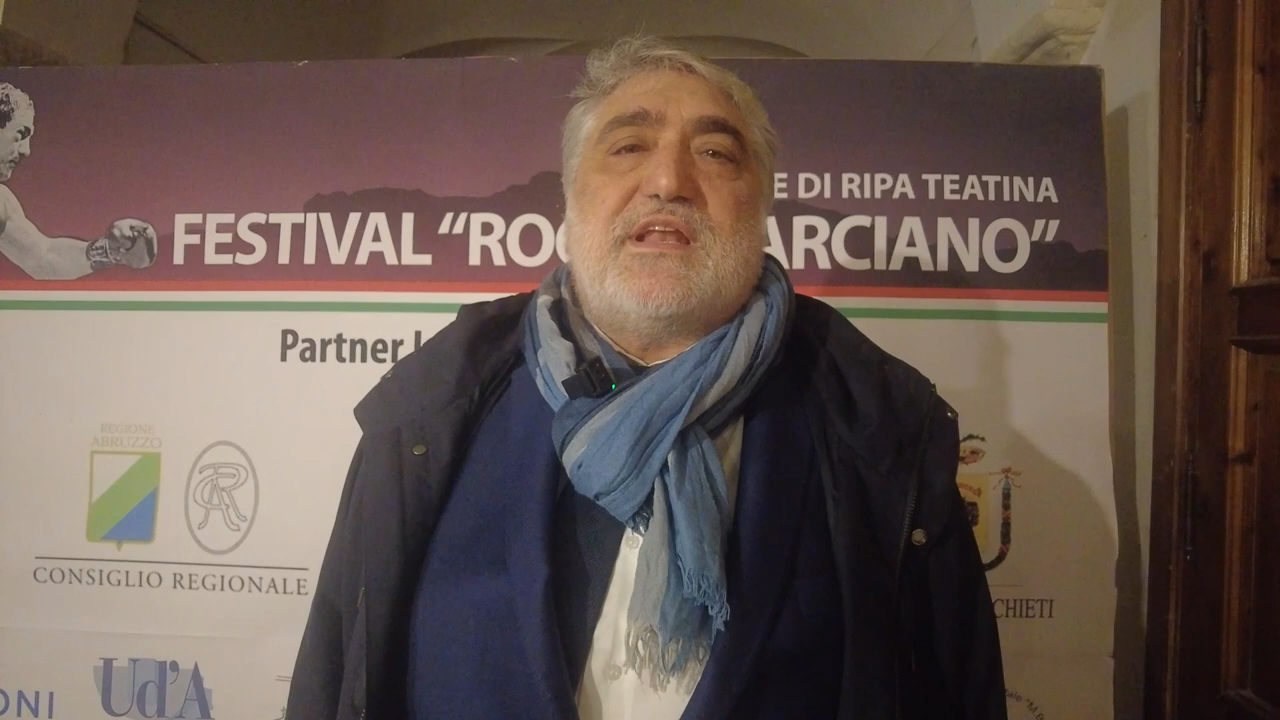 E DI RIPA TEATINA
FESTIVAL “ROC ARCIANO”
Partner
REGIONE
ABRUZZO
CONSIGLIO REGIONALE
CHIETI
ONI
Ud'A